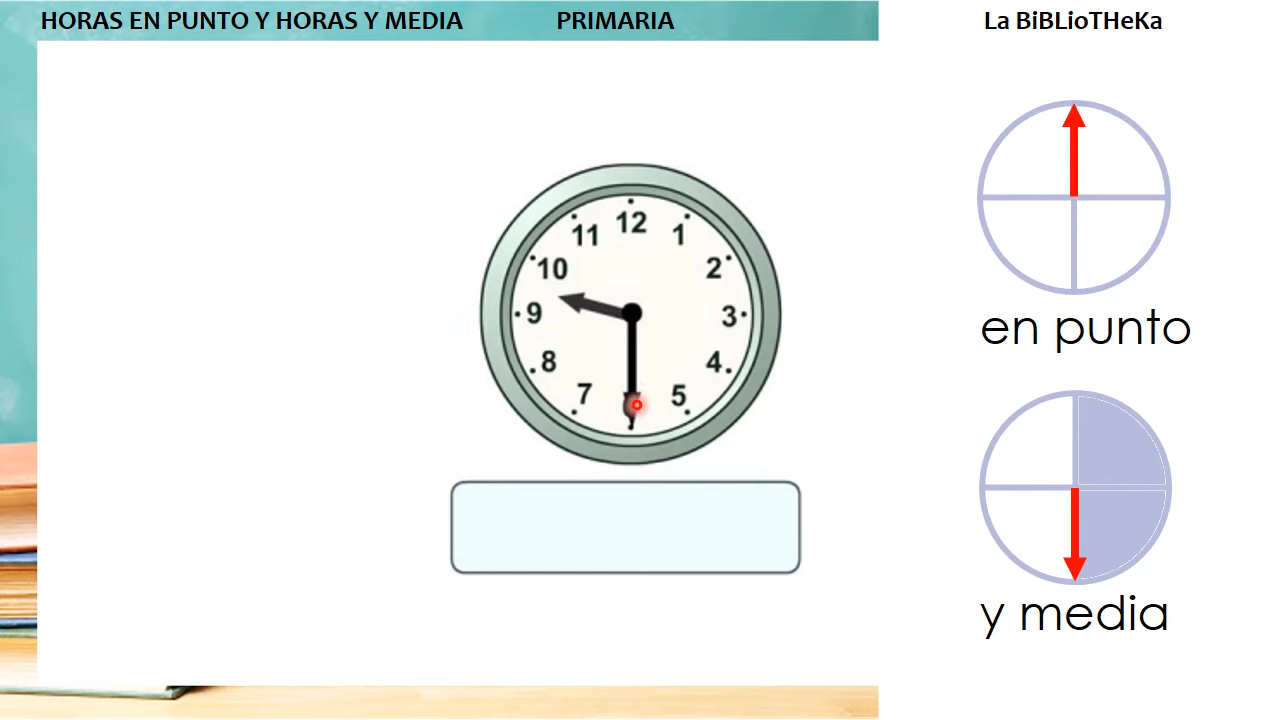 HORAS EN PUNTO Y HORAS Y MEDIA PRIMARIA La BiBLioTHeKa
12
11 1
10 2
9 3
8 4
7 5
en punto
y media